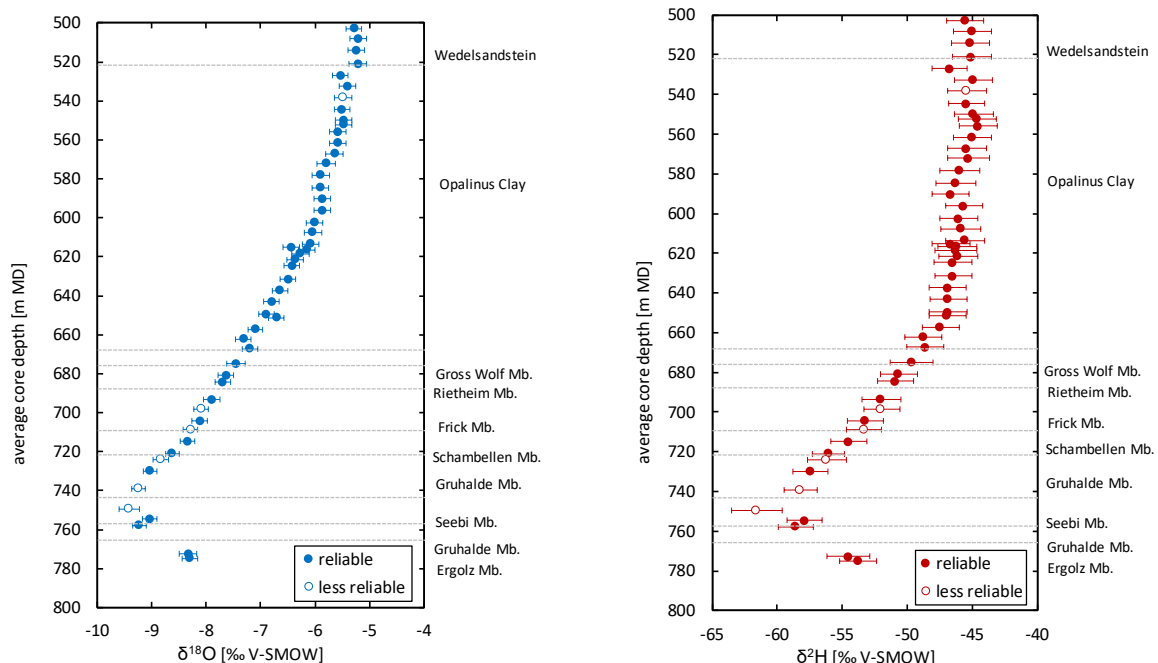 500
520
540
560
580
600
620
640
660
680
700
720
740
760
780
800
average core depth [m MD]
-10 -9 -8 -7 -6 -5 -4
δ18O [‰ V-SMOW]
Wedelsandstein
Opalinus Clay
Gross Wolf Mb.
Rietheim Mb.
Frick Mb.
Schambellen Mb.
Gruhalde Mb.
Seebi Mb.
Gruhalde Mb.
Ergolz Mb.
reliable
less reliable
500
520
540
560
580
600
620
640
660
680
700
720
740
760
780
800
average core depth [m MD]
-65 -60 -55 -50 -45 -40
δ2H [‰ V-SMOW]
Wedelsandstein
Opalinus Clay
Gross Wolf Mb.
Rietheim Mb.
Frick Mb.
Schambellen Mb.
Gruhalde Mb.
Seebi Mb.
Gruhalde Mb.
Ergolz Mb.
reliable
less reliable